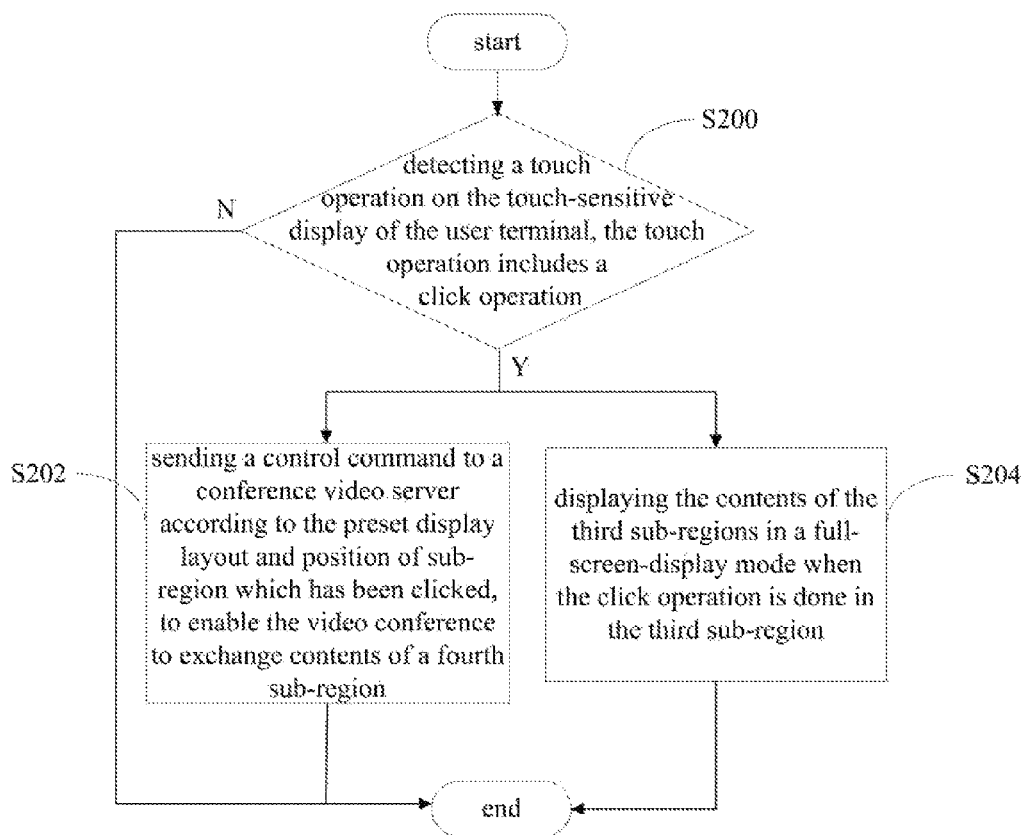 start
S200
detecting a touch
operation on the touch-sensitive
display of the user terminal, the touch
operation includes a
click operation
N
Y
S202
sending a control command to a
conference video server
according to the preset display
layout and position of sub-
region which has been clicked,
to enable the video conference
to exchange contents of a fourth
sub-region
S204
displaying the contents of the
third sub-regions in a full-
screen-display mode when
the click operation is done in
the third sub-region
end